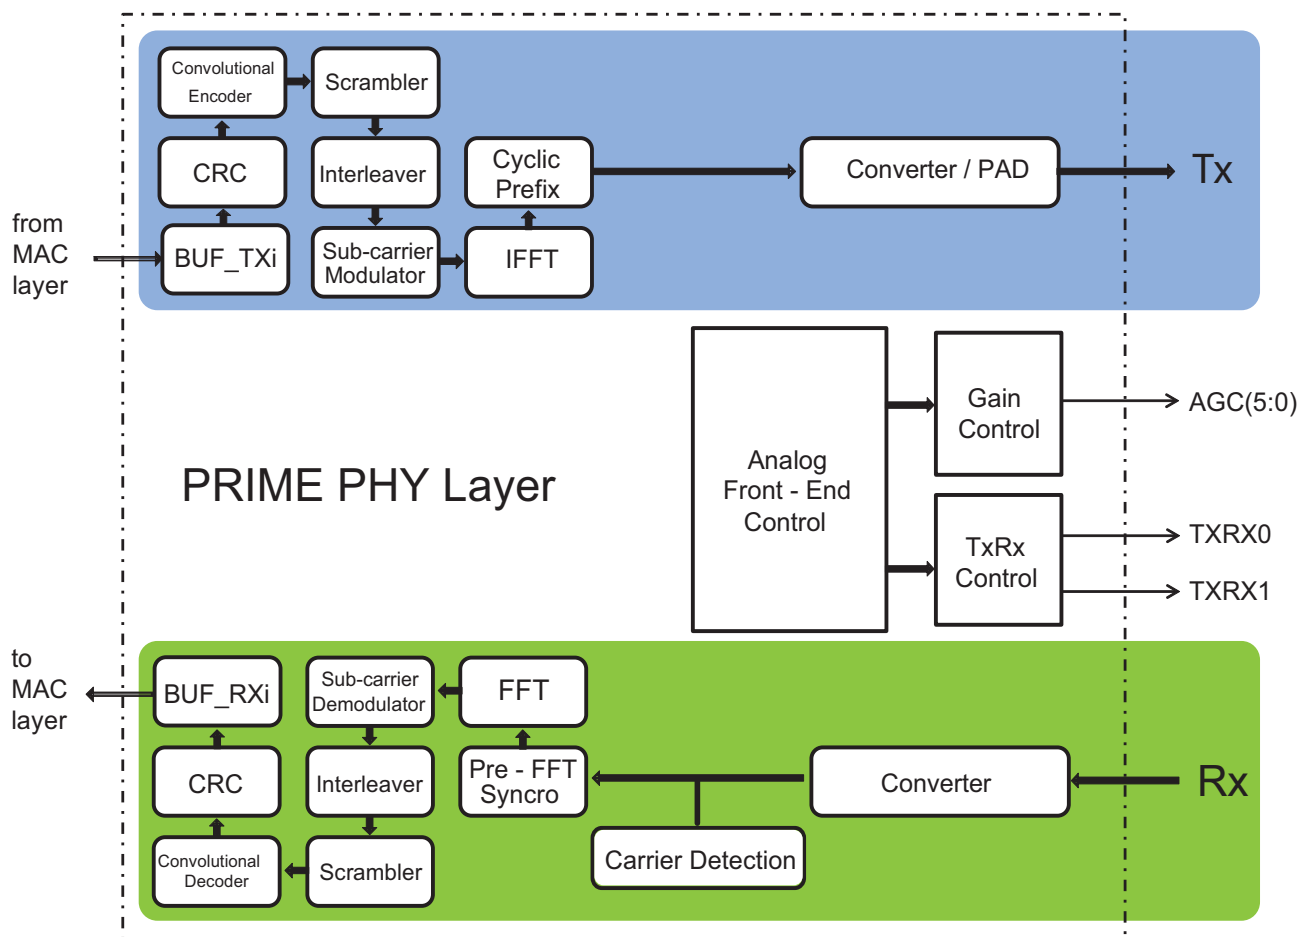 Convolutional
Encoder
Scrambler
CRC
Interleaver
Cyclic
Prefix
Converter / PAD
Tx
from
MAC
layer
BUF_TXi
Sub-carrier
Modulator
IFFT
Gain
Control
AGC(5:0)
Analog
Front - End
Control
PRIME PHY Layer
TxRx
Control
TXRX0
TXRX1
to
MAC
layer
BUF_RXi
Sub-carrier
Demodulator
FFT
CRC
Interleaver
Pre - FFT
Syncro
Converter
Rx
Convolutional
Decoder
Scrambler
Carrier Detection